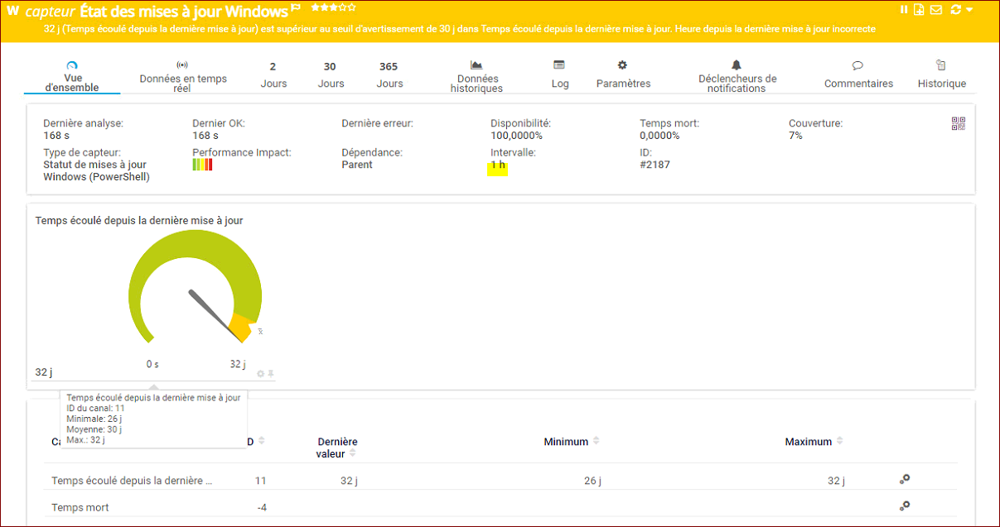 W capteur État des mises à jour Windows
32 j (Temps écoulé depuis la dernière mise à jour) est supérieur au seuil d'avertissement de 30 j dans Temps écoulé depuis la dernière mise à jour. Heure depuis la dernière mise à jour incorrecte
Vue d'ensemble
Données en temps réel
2 Jours
30 Jours
365 Jours
Données historiques
Log
Paramètres
Déclencheurs de notifications
Commentaires
Historique
Dernière analyse:
168 s
Dernier OK:
168 s
Dernière erreur:
Disponibilité:
100,0000%
Temps mort:
0,0000%
Couverture:
7%
Type de capteur:
Statut de mises à jour
Windows (PowerShell)
Performance Impact:
Dépendance:
Parent
Intervalle:
1 h
ID:
#2187
Temps écoulé depuis la dernière mise à jour
x̄
0 s
32 j
32 j
Temps écoulé depuis la dernière mise à jour
ID du canal: 11
Minimale: 26 j
Moyenne: 30 j
Max.: 32 j
Ca D Dernière valeur Minimum Maximum
Temps écoulé depuis la dernière ... 11 32 j 26 j 32 j
Temps mort -4